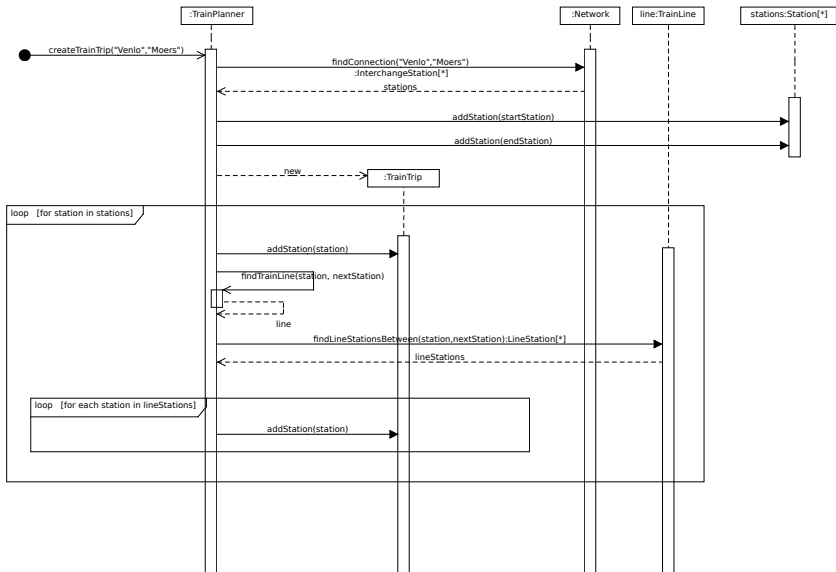 :TrainPlanner
:Network
line:TrainLine
stations:Station[*]
createTrainTrip("Venlo","Moers")
findConnection("Venlo","Moers")
:InterchangeStation[*]
stations
addStation(startStation)
addStation(endStation)
new
:TrainTrip
loop [for station in stations]
addStation(station)
findTrainLine(station, nextStation)
line
findLineStationsBetween(station,nextStation):LineStation[*]
lineStations
loop [for each station in lineStations]
addStation(station)